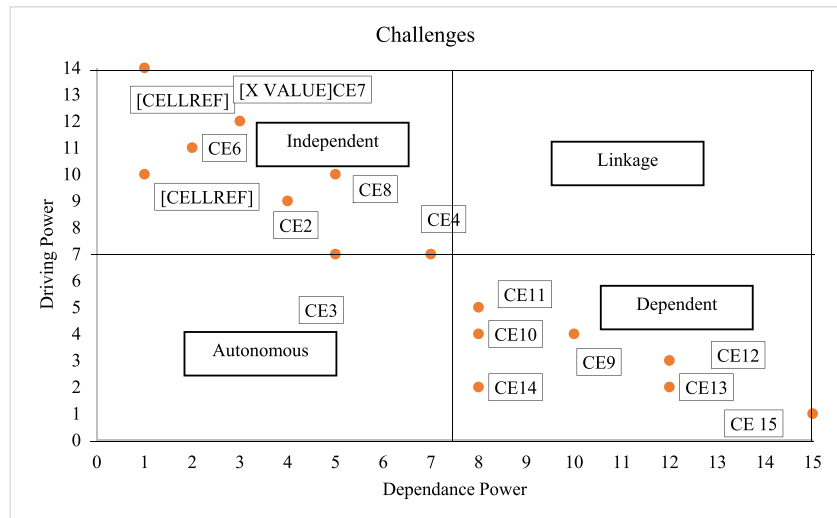 Challenges
14
13
12
11
10
9
8
7
6
5
4
3
2
1
0
Driving Power
[CELLREF]
[X VALUE]CE7
Independent
CE6
Linkage
[CELLREF]
CE8
CE2
CE4
CE3
Autonomous
CE11
Dependent
CE10
CE9
CE12
CE14
CE13
CE 15
0 1 2 3 4 5 6 7 8 9 10 11 12 13 14 15
Dependance Power